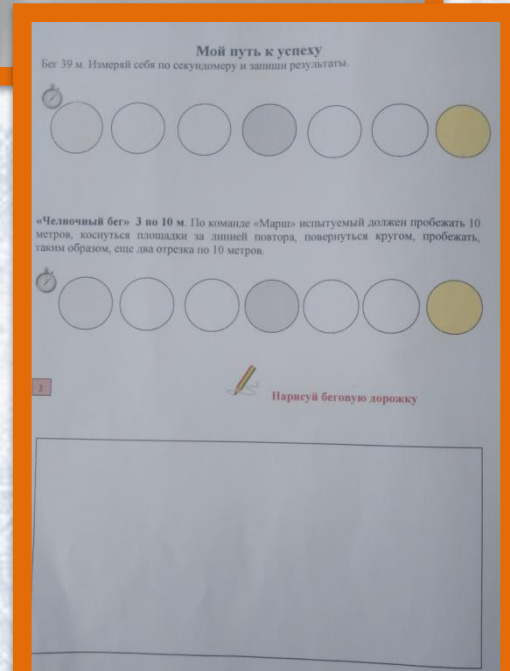 Мой путь к успеху
Бег 39 м. Измеряй себя по секундомеру и запиши результаты.
«Челночный бег» 3 по 10 м. По команде «Марш» испытуемый должен пробежать 10
метров, коснуться площадки за линией повтора, повернуться кругом, пробежать,
таким образом, еще два отрезка по 10 метров.
2
Нарисуй беговую дорожку